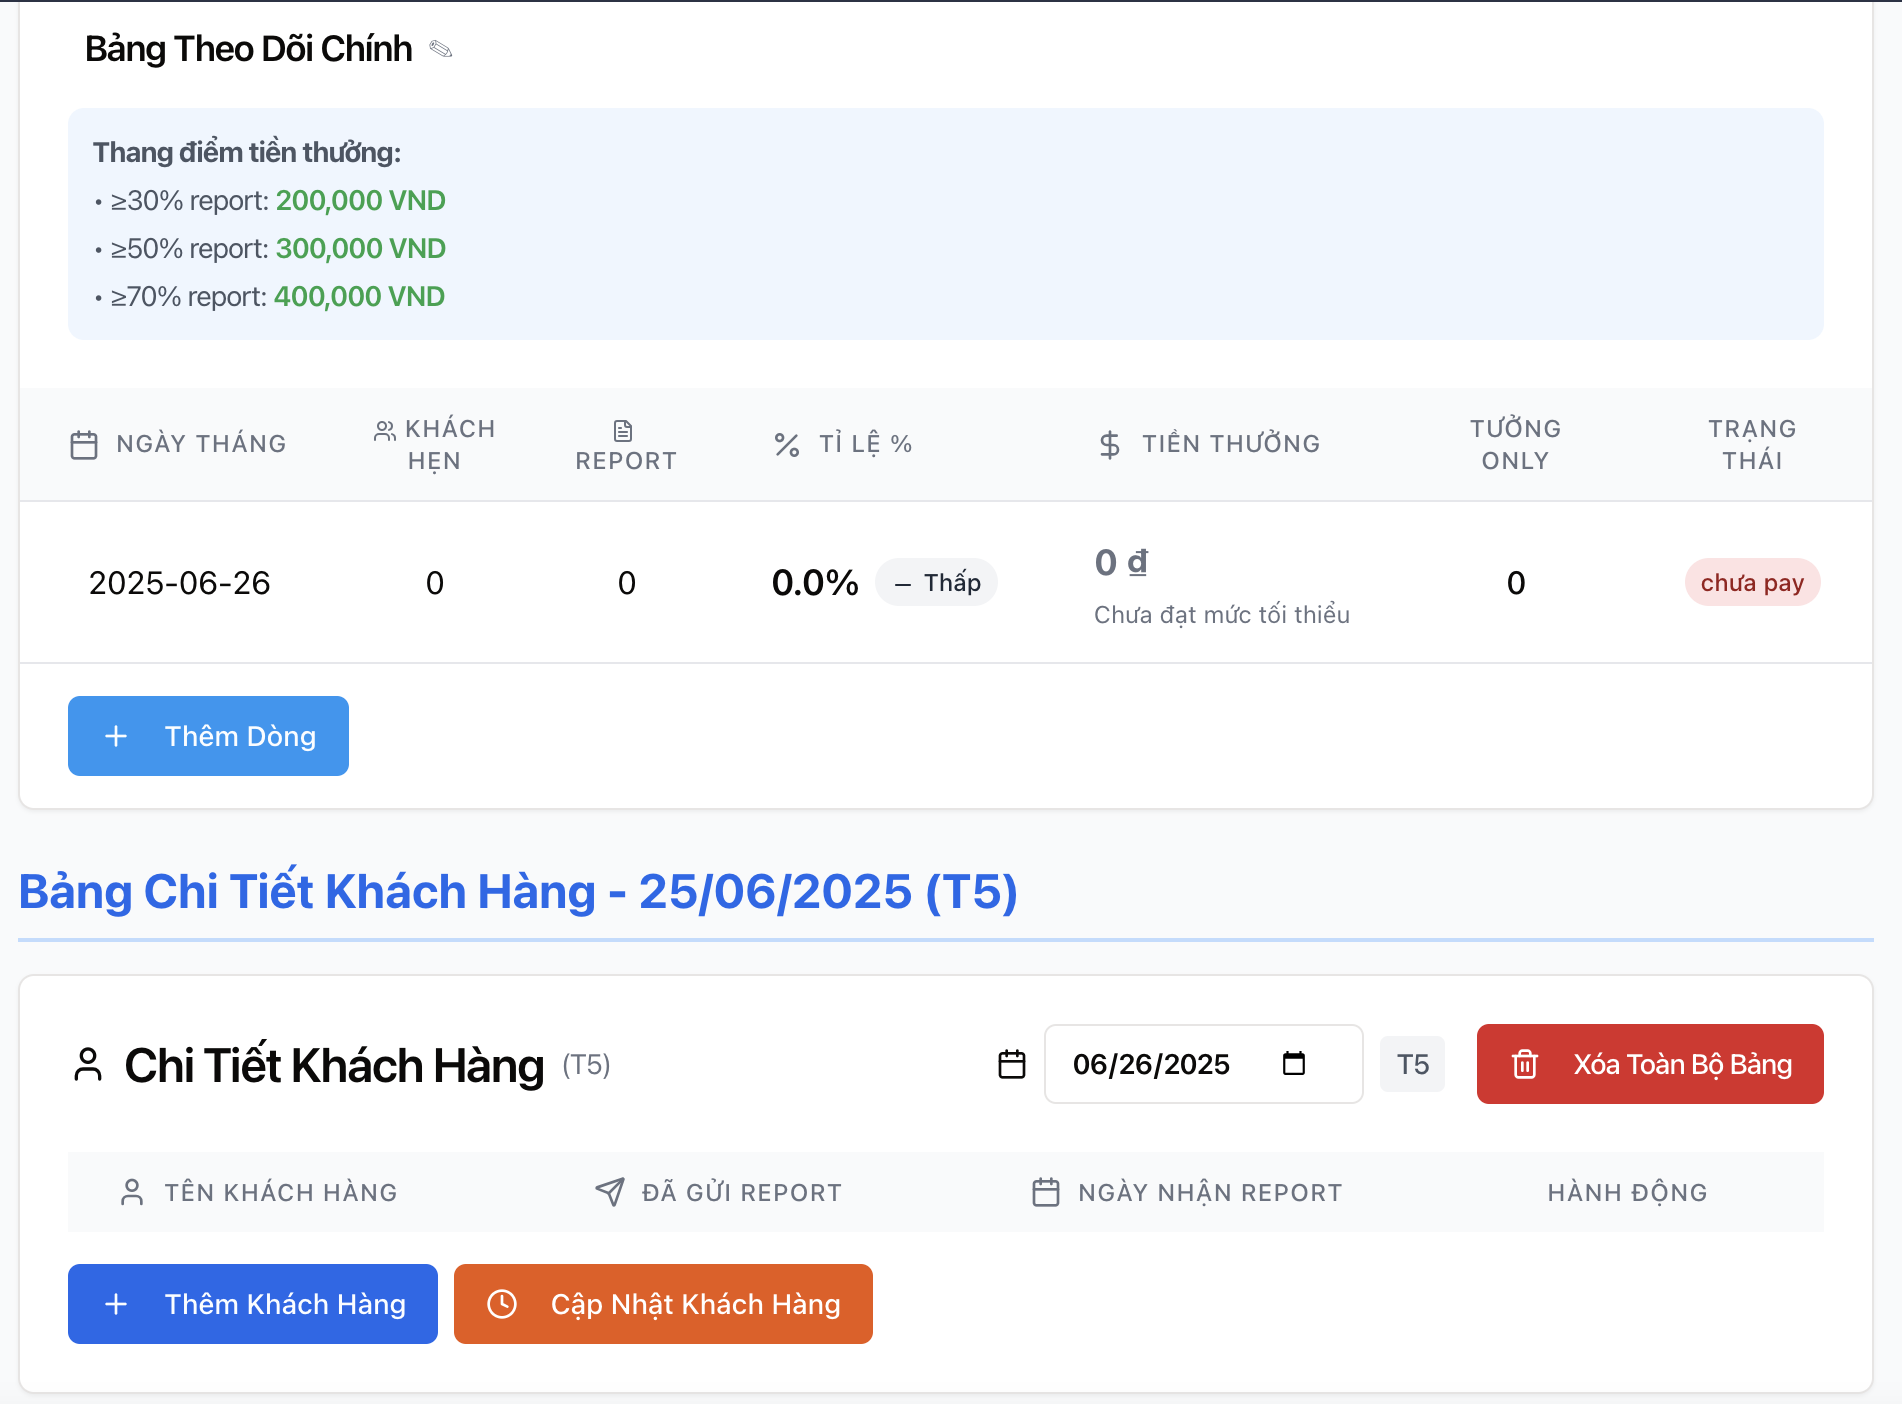 Bảng Theo Dõi Chính ✎
Thang điểm tiền thưởng:
• ≥30% report: 200,000 VND
• ≥50% report: 300,000 VND
• ≥70% report: 400,000 VND
NGÀY THÁNG
KHÁCH
HẸN
REPORT
TỈ LỆ %
TIỀN THƯỞNG
TƯỞNG
ONLY
TRẠNG
THÁI
2025-06-26
0
0
0.0%
– Thấp
0 ₫
Chưa đạt mức tối thiểu
0
chưa pay
+ Thêm Dòng
Bảng Chi Tiết Khách Hàng - 25/06/2025 (T5)
Chi Tiết Khách Hàng (T5)
06/26/2025
T5
Xóa Toàn Bộ Bảng
TÊN KHÁCH HÀNG
ĐÃ GỬI REPORT
NGÀY NHẬN REPORT
HÀNH ĐỘNG
+ Thêm Khách Hàng
Cập Nhật Khách Hàng